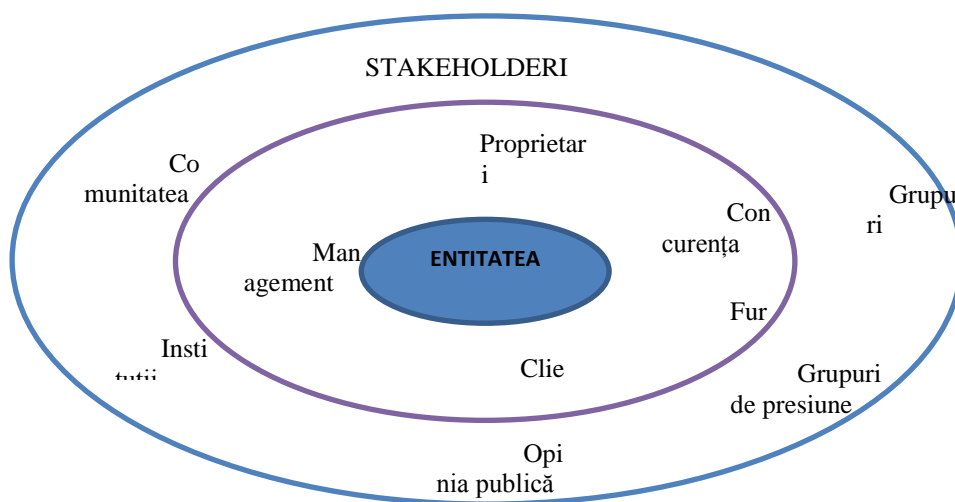 STAKEHOLDERI
Proprietar
i
Co
munitatea
Grupu
ri
Con
curența
Man
agement
ENTITATEA
Fur
Insti
tuții
Clie
Grupuri
de presiune
Opi
nia publică